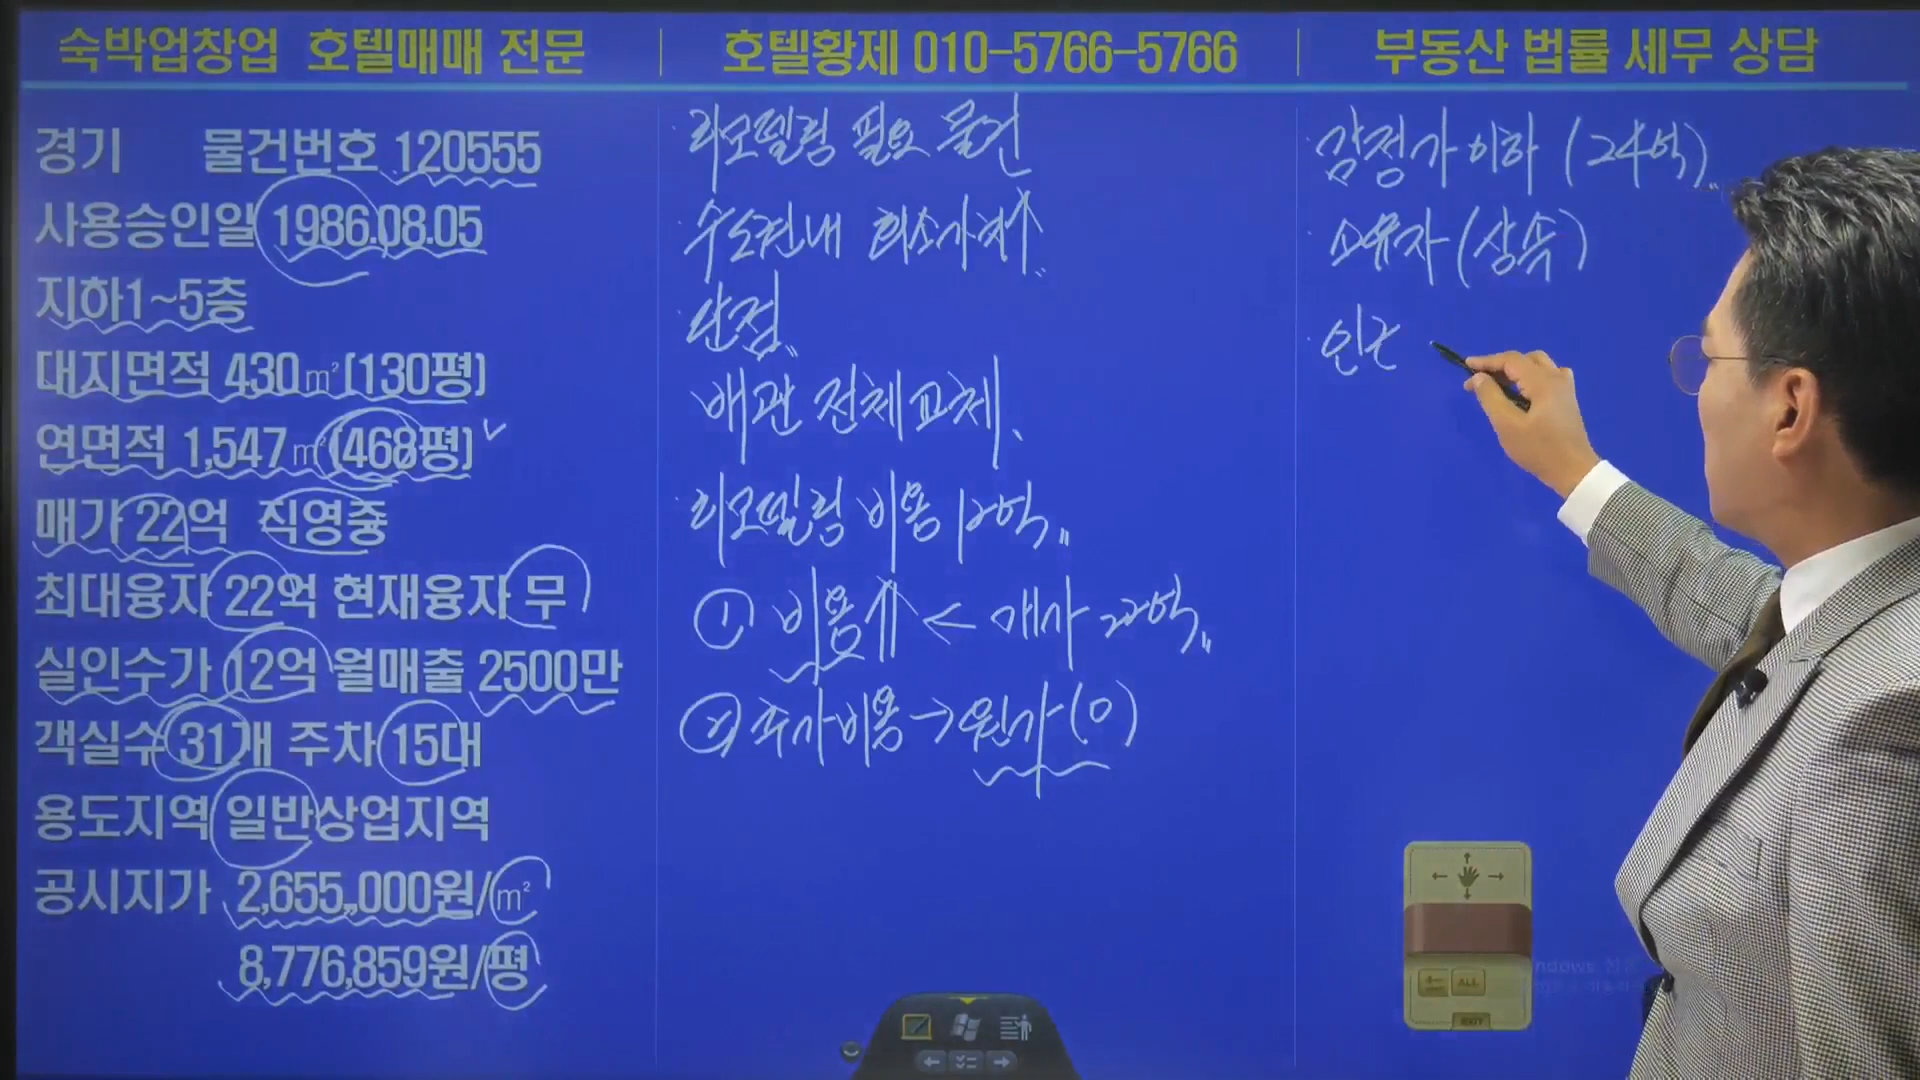 숙박업창업 호텔매매 전문
호텔황제 010-5766-5766
부동산 법률 세무 상담
경기 물건번호 120555
사용승인일 1986.08.05
지하1~5층
대지면적 430㎡(130평)
연면적 1,547㎡(468평)
매가 22억 직영중
최대융자 22억 현재융자 무
실인수가 12억 월매출 2500만
객실수 31개 주차 15대
용도지역 일반상업지역
공시지가 2,655,000원/㎡
8,776,859원/평
리모델링 필요 물건
수도권내 희소가치↑
단점
배관 전체교체
리모델링 비용 12억
① 비용↑ < 매가 22억
② 추가비용→원가(0)
감정가 이하 (24억)
소유자(상속)
인근
ALL
EXIT